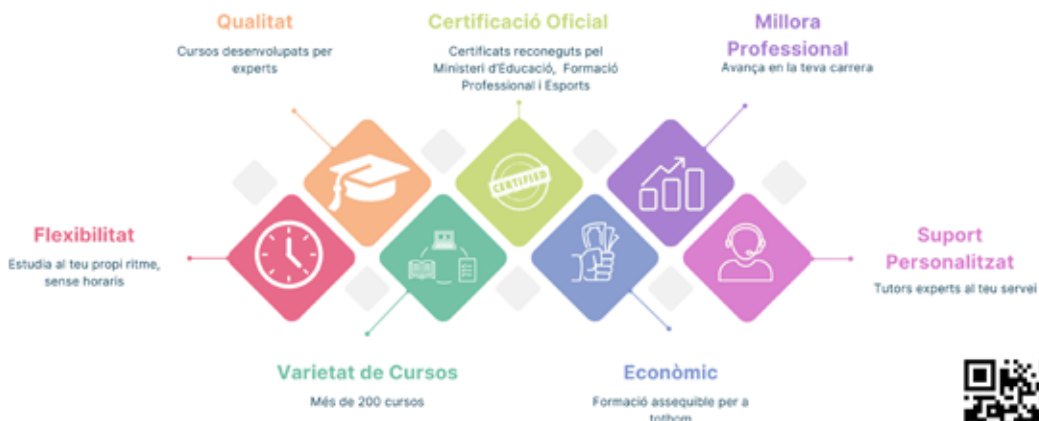 Qualitat
Cursos desenvolupats per
experts
Certificació Oficial
Certificats reconeguts pel
Ministeri d'Educació, Formació
Professional i Esports
Millora
Professional
Avança en la teva carrera
CERTIFIED
Flexibilitat
Estudia al teu propi ritme,
sense horaris
Suport
Personalitzat
Tutors experts al teu servei
Varietat de Cursos
Més de 200 cursos
Econòmic
Formació assequible per a
tothom